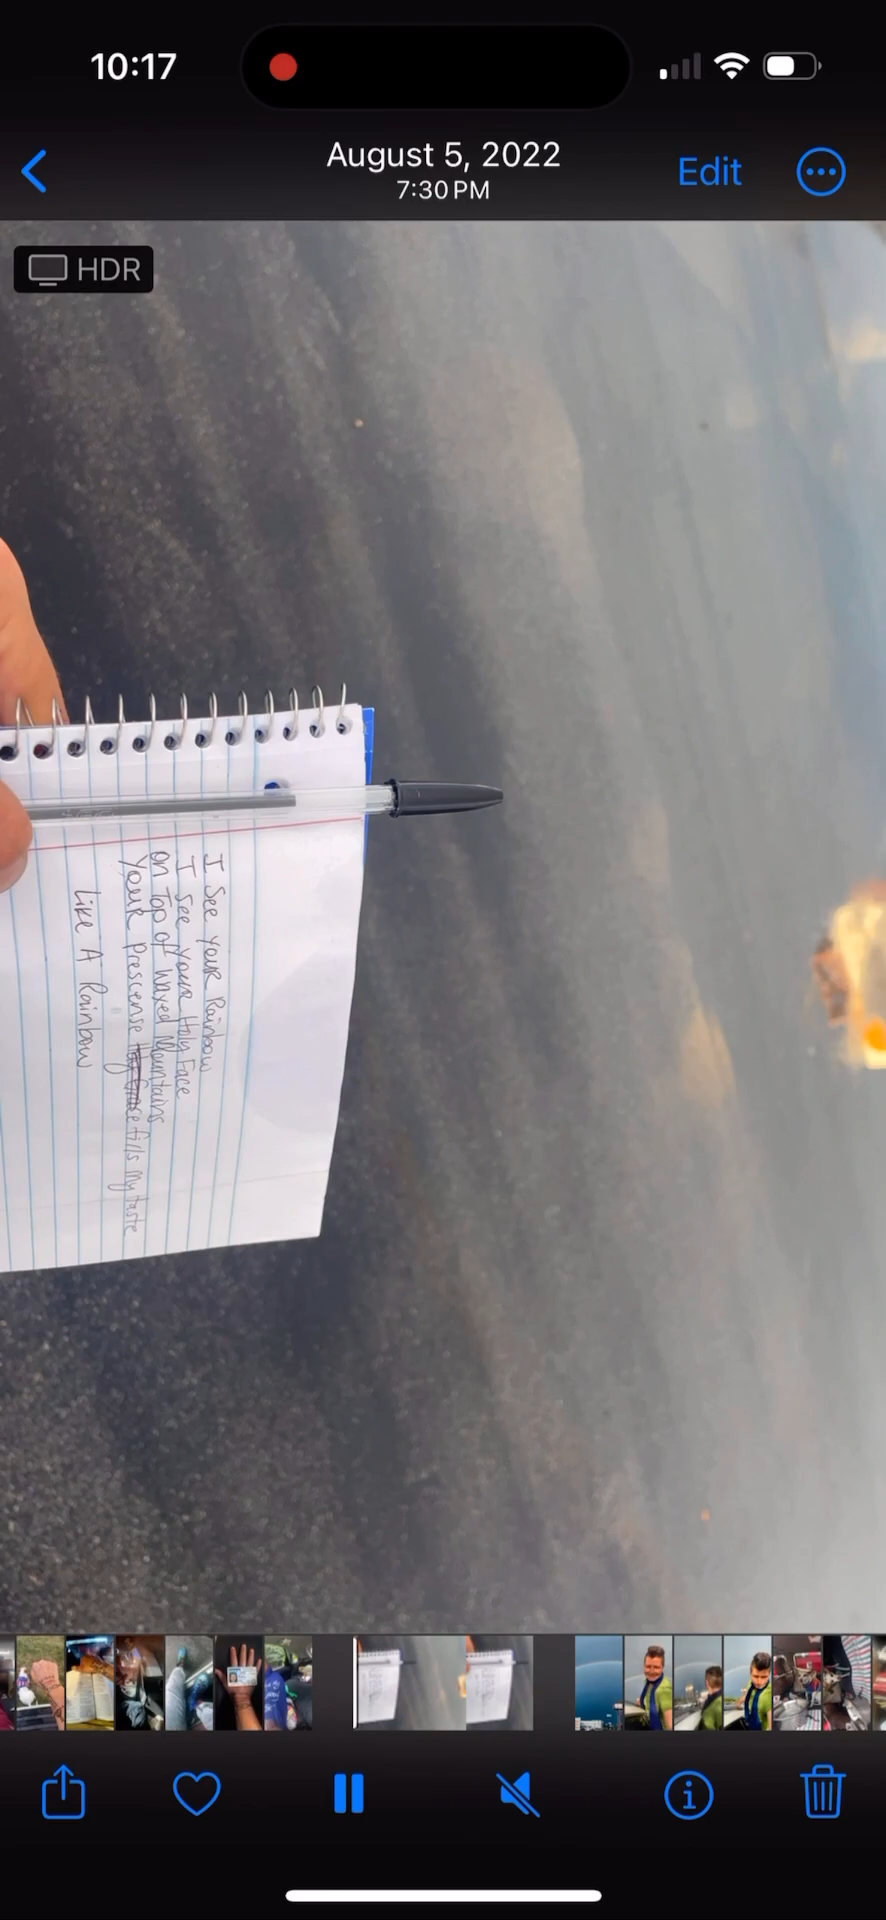 10:17
August 5, 2022
7:30 PM
Edit
HDR
I See YouR Rainbow
I See YouR Holy Face
on Top of Waxed Mountains
YouR Prescense fills My taste
Like A Rainbow